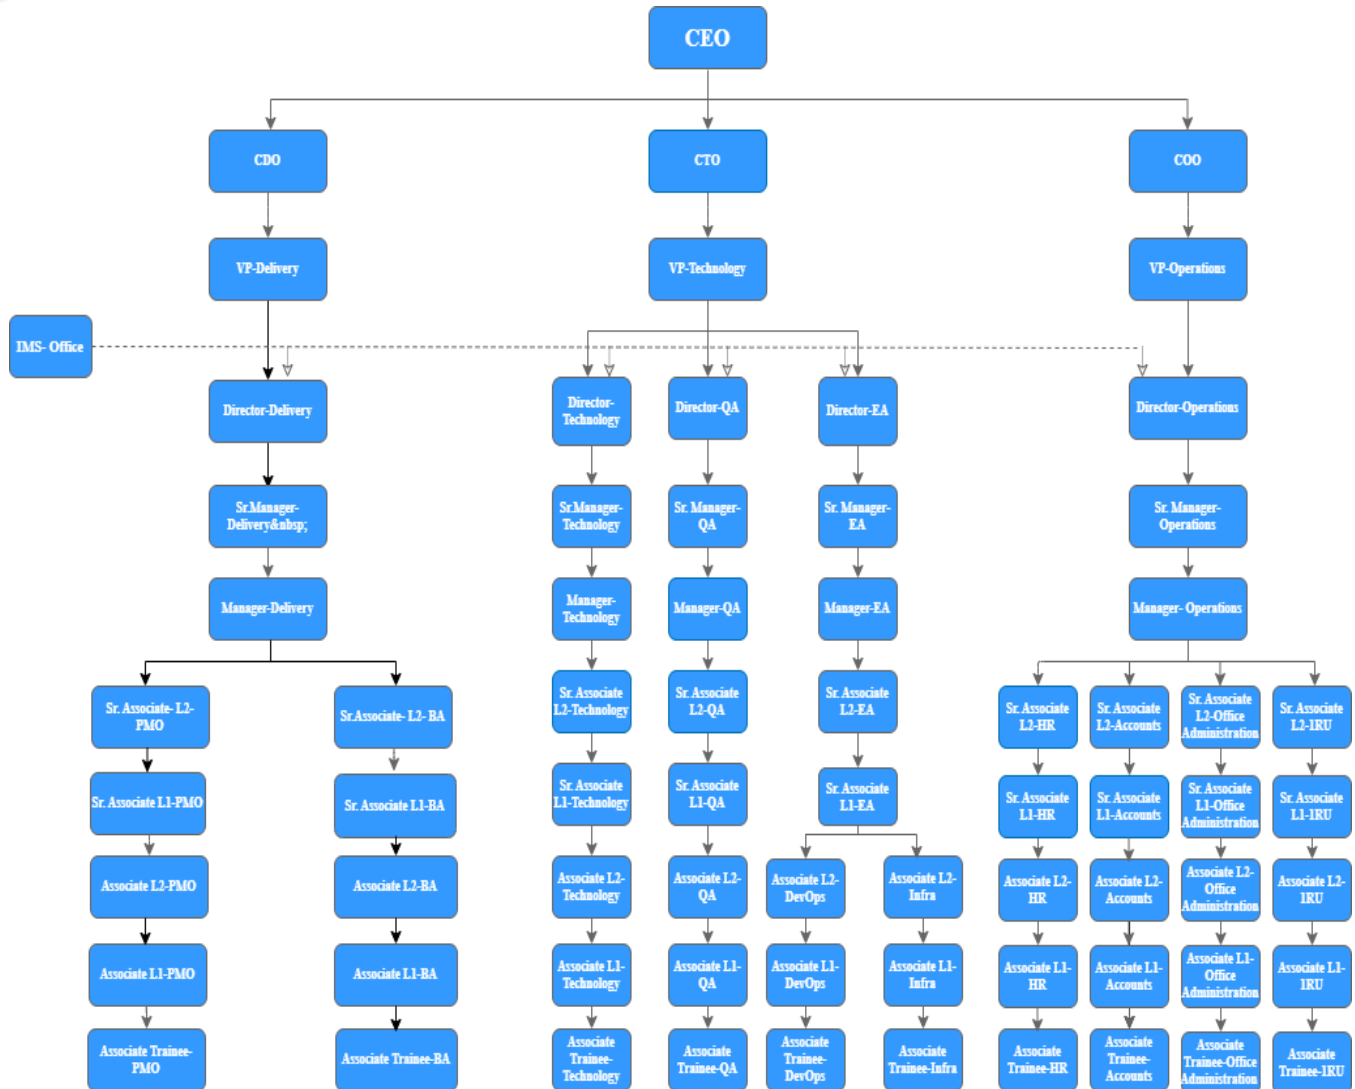 CEO
CDO
CTO
COO
VP-Delivery
VP-Technology
VP-Operations
IMS- Office
Director-Delivery
Director-
Technology
Director-QA
Director-EA
Director-Operations
Sr.Manager-
Delivery&nbsp;
Sr.Manager-
Technology
Sr. Manager-
QA
Sr. Manager-
EA
Sr. Manager-
Operations
Manager-Delivery
Manager-
Technology
Manager-QA
Manager-EA
Manager- Operations
Sr. Associate- L2-
PMO
Sr.Associate- L2- BA
Sr. Associate
L2-Technology
Sr. Associate
L2-QA
Sr. Associate
L2-EA
Sr. Associate
L2-HR
Sr. Associate
L2-Accounts
Sr. Associate
L2-Office
Administration
Sr. Associate
L2-1RU
Sr. Associate L1-PMO
Sr. Associate L1-BA
Sr. Associate
L1-Technology
Sr. Associate
L1-QA
Sr. Associate
L1-EA
Sr. Associate
L1-HR
Sr. Associate
L1-Accounts
Sr. Associate
L1-Office
Administration
Sr. Associate
L1-1RU
Associate L2-PMO
Associate L2-BA
Associate L2-
Technology
Associate L2-
QA
Associate L2-
DevOps
Associate L2-
Infra
Associate L2-
HR
Associate L2-
Accounts
Associate L2-
Office
Administration
Associate L2-
1RU
Associate L1-PMO
Associate L1-BA
Associate L1-
Technology
Associate L1-
QA
Associate L1-
DevOps
Associate L1-
Infra
Associate L1-
HR
Associate L1-
Accounts
Associate L1-
Office
Administration
Associate L1-
1RU
Associate Trainee-
PMO
Associate Trainee-BA
Associate
Trainee-
Technology
Associate
Trainee-QA
Associate
Trainee-
DevOps
Associate
Trainee-Infra
Associate
Trainee-HR
Associate
Trainee-
Accounts
Associate
Trainee-Office
Administration
Associate
Trainee-1RU